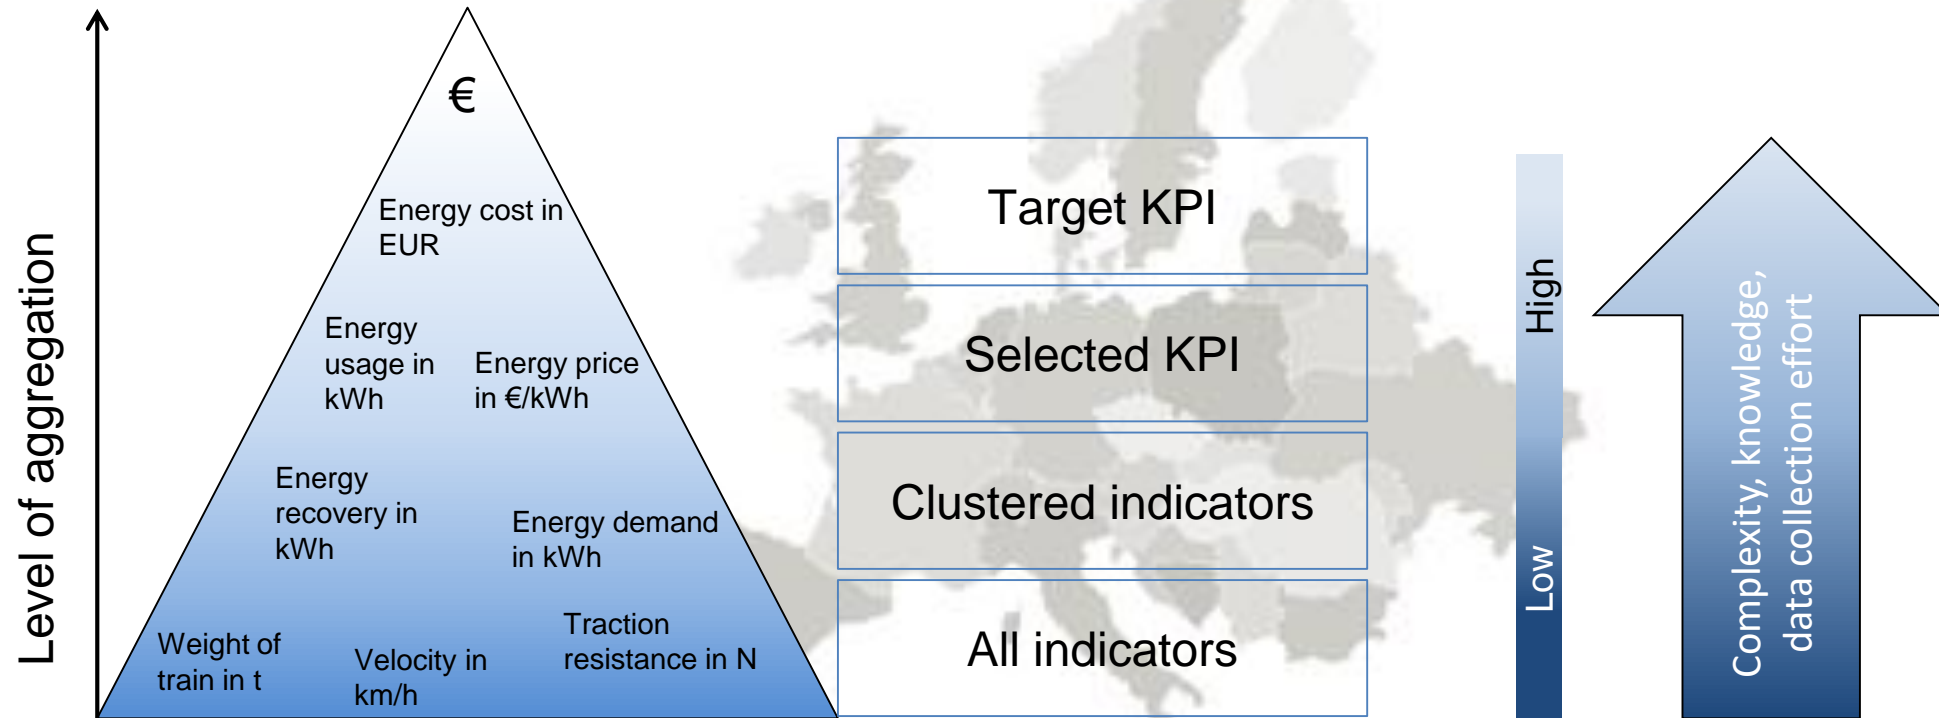 Level of aggregation
€
Energy cost in
EUR
Energy
usage in
kWh
Energy price
in €/kWh
Energy
recovery in
kWh
Energy demand
in kWh
Weight of
train in t
Velocity in
km/h
Traction
resistance in N
Target KPI
Selected KPI
Clustered indicators
All indicators
High
Low
Complexity, knowledge,
data collection effort